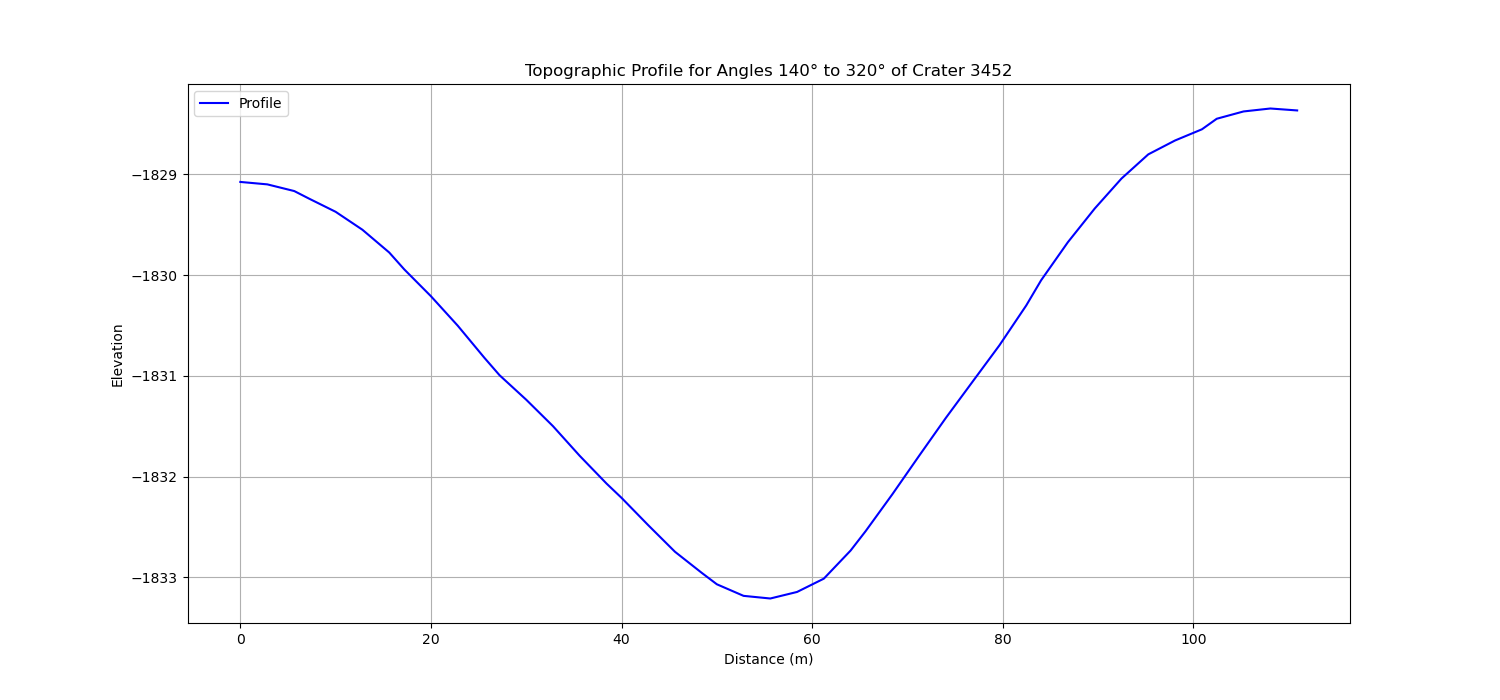 Topographic Profile for Angles 140° to 320° of Crater 3452
Profile
−1829
−1830
−1831
−1832
−1833
Elevation
0 20 40 60 80 100
Distance (m)